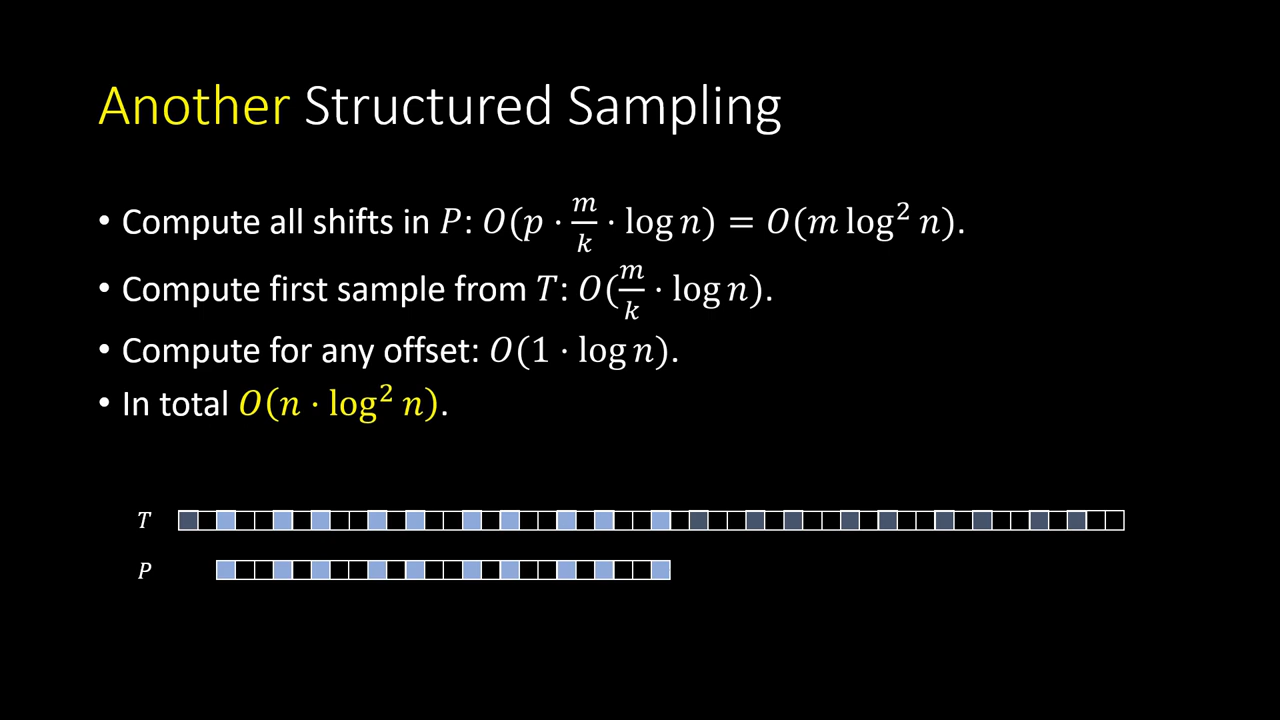 Another Structured Sampling
• Compute all shifts in P: O(p · m/k · log n) = O(m log² n).
• Compute first sample from T: O(m/k · log n).
• Compute for any offset: O(1 · log n).
• In total O(n · log² n).
T
P